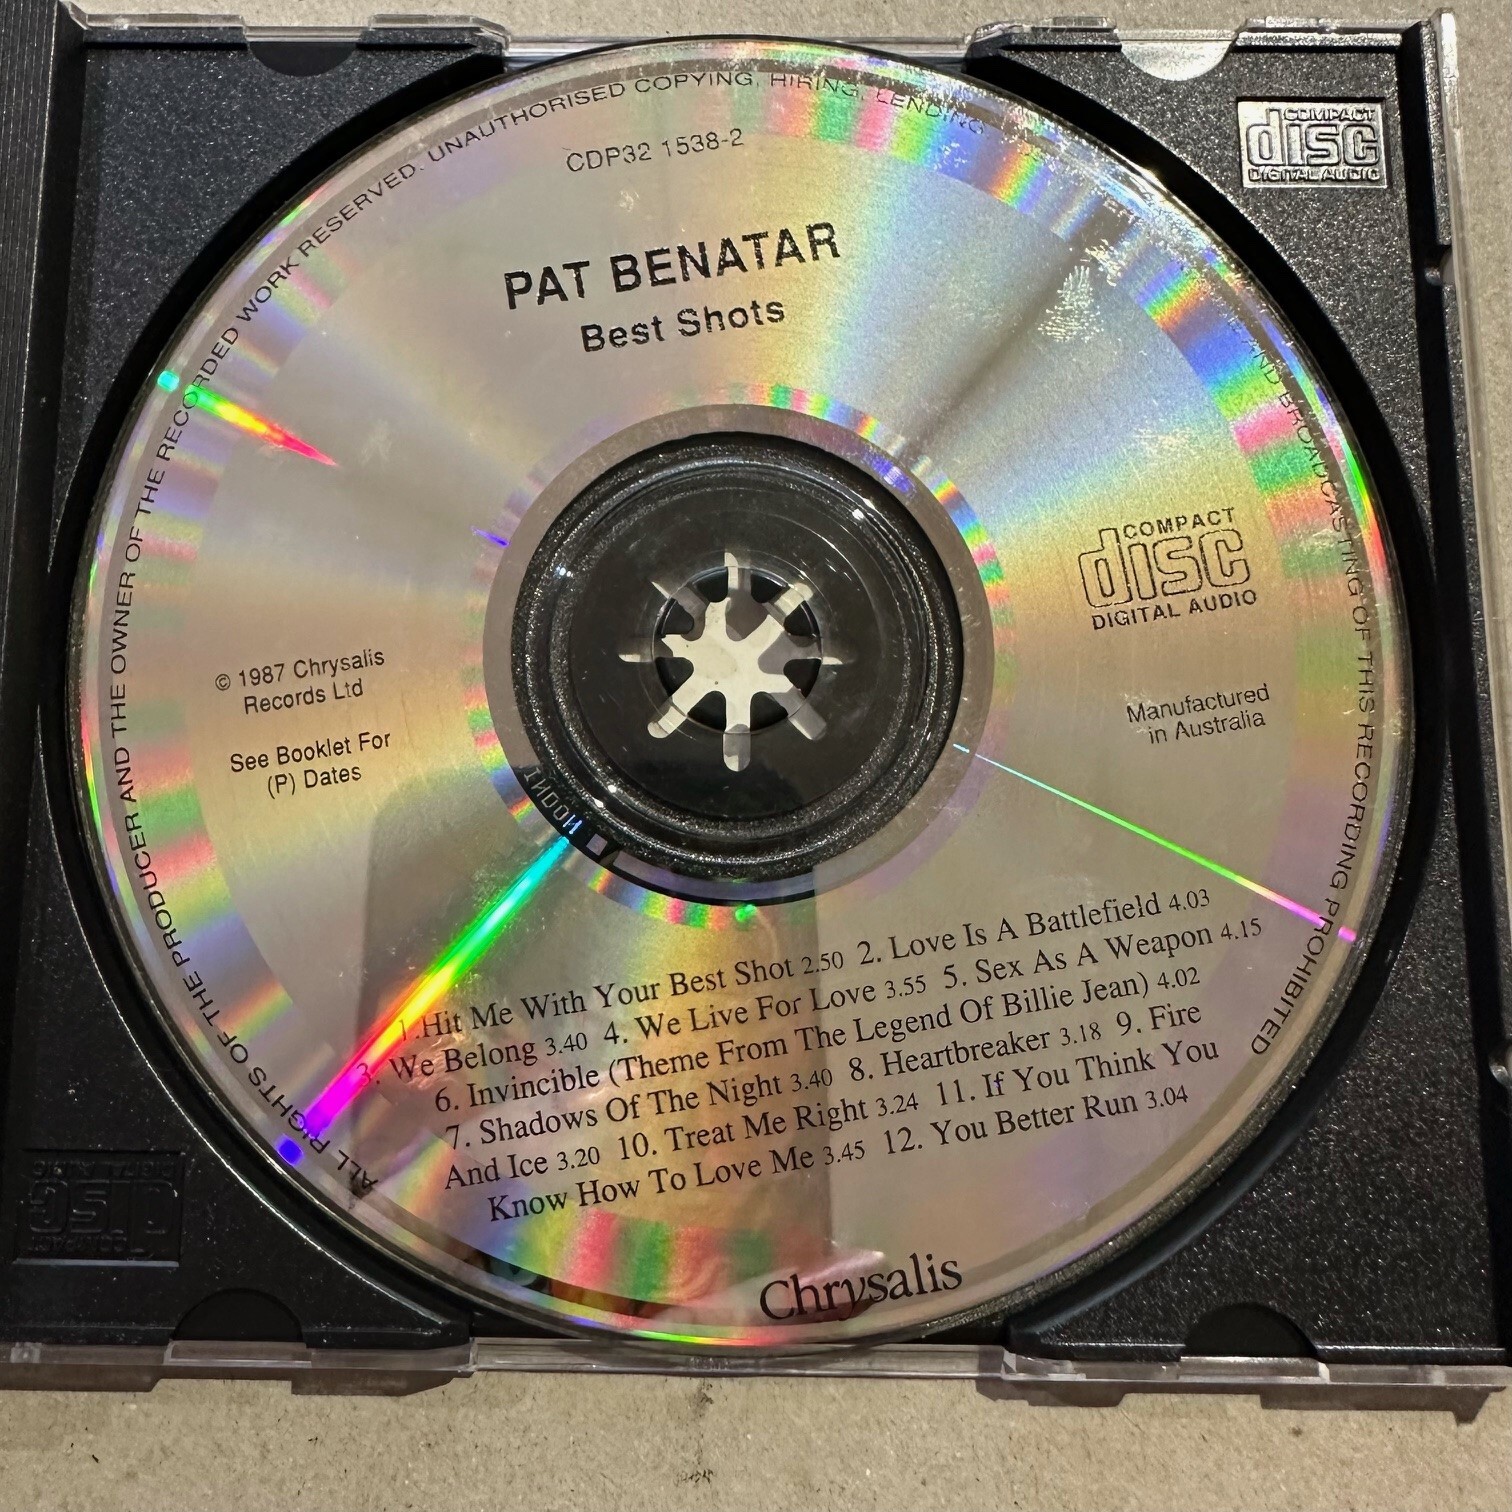 ALL RIGHTS OF THE PRODUCER AND THE OWNER OF THE RECORDED WORK RESERVED. UNAUTHORISED COPYING, HIRING, LENDING AND BROADCASTING OF THIS RECORDING PROHIBITED
CDP32 1538-2
PAT BENATAR
Best Shots
COMPACT
disc
DIGITAL AUDIO
COMPACT
disc
DIGITAL AUDIO
© 1987 Chrysalis
Records Ltd
See Booklet For
(P) Dates
Manufactured
in Australia
1.Hit Me With Your Best Shot 2.50 2. Love Is A Battlefield 4.03
3. We Belong 3.40 4. We Live For Love 3.55 5. Sex As A Weapon 4.15
6. Invincible (Theme From The Legend Of Billie Jean) 4.02
7. Shadows Of The Night 3.40 8. Heartbreaker 3.18 9. Fire
And Ice 3.20 10. Treat Me Right 3.24 11. If You Think You
Know How To Love Me 3.45 12. You Better Run 3.04
Chrysalis
COMPACT
disc
DIGITAL AUDIO